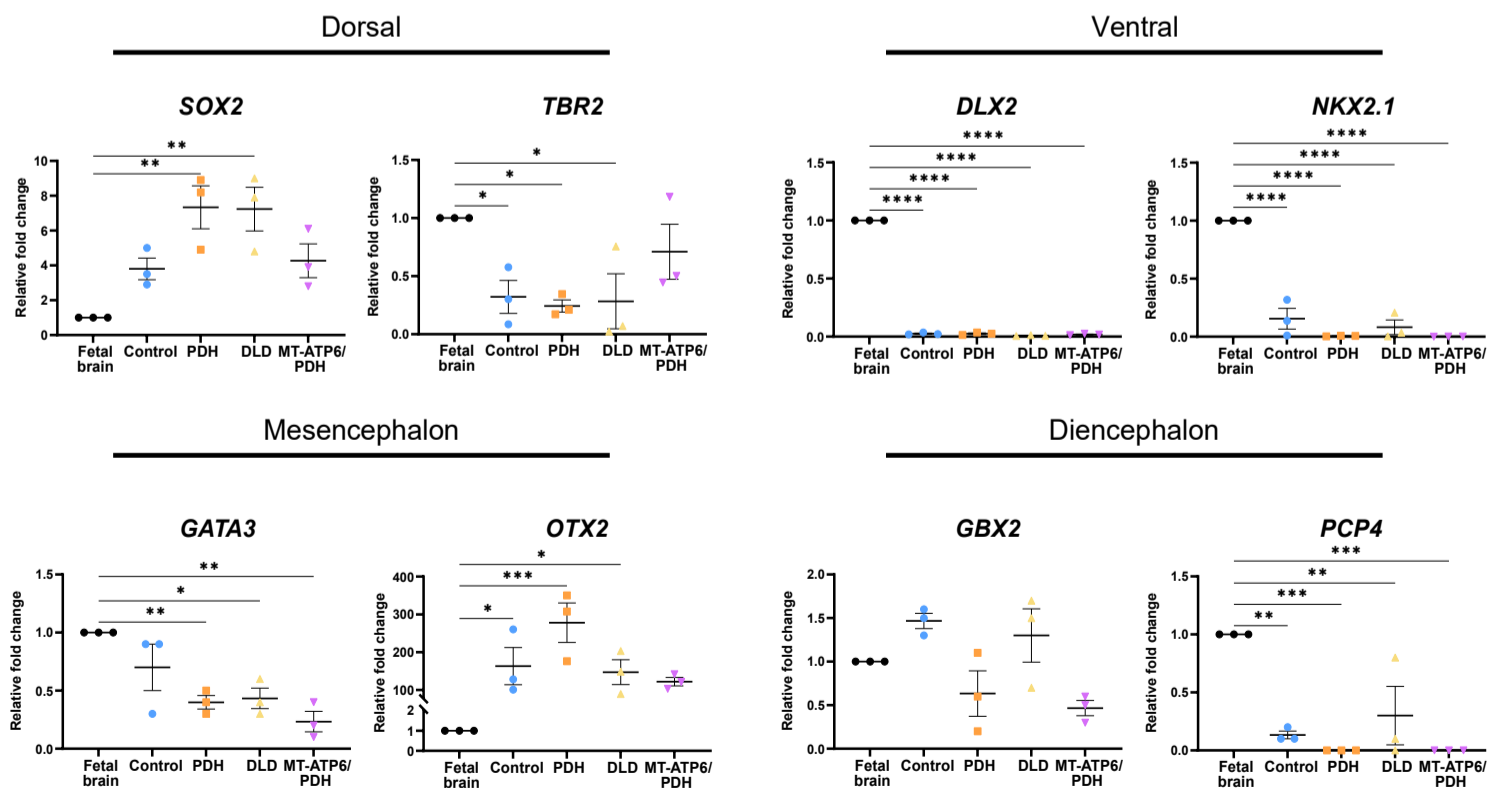 Dorsal
SOX2
Relative fold change
10
8
6
4
2
0
**
**
Fetal brain
Control
PDH
DLD
MT-ATP6/
PDH
TBR2
Relative fold change
1.5
1.0
0.5
0.0
*
*
*
Fetal
brain
Control
PDH
DLD
MT-ATP6/
PDH
Ventral
DLX2
Relative fold change
1.5
1.0
0.5
0.0
****
****
****
****
Fetal
brain
Control
PDH
DLD
MT-ATP6/
PDH
NKX2.1
Relative fold change
1.5
1.0
0.5
0.0
****
****
****
****
Fetal
brain
Control
PDH
DLD
MT-ATP6/
PDH
Mesencephalon
GATA3
Relative fold change
1.5
1.0
0.5
0.0
**
*
**
Fetal
brain
Control
PDH
DLD
MT-ATP6/
PDH
OTX2
Relative fold change
400
300
200
100
2
1
0
*
***
*
Fetal
brain
Control
PDH
DLD
MT-ATP6/
PDH
Diencephalon
GBX2
Relative fold change
2.0
1.5
1.0
0.5
0.0
Fetal
brain
Control
PDH
DLD
MT-ATP6/
PDH
PCP4
Relative fold change
1.5
1.0
0.5
0.0
***
**
***
**
Fetal
brain
Control
PDH
DLD
MT-ATP6/
PDH